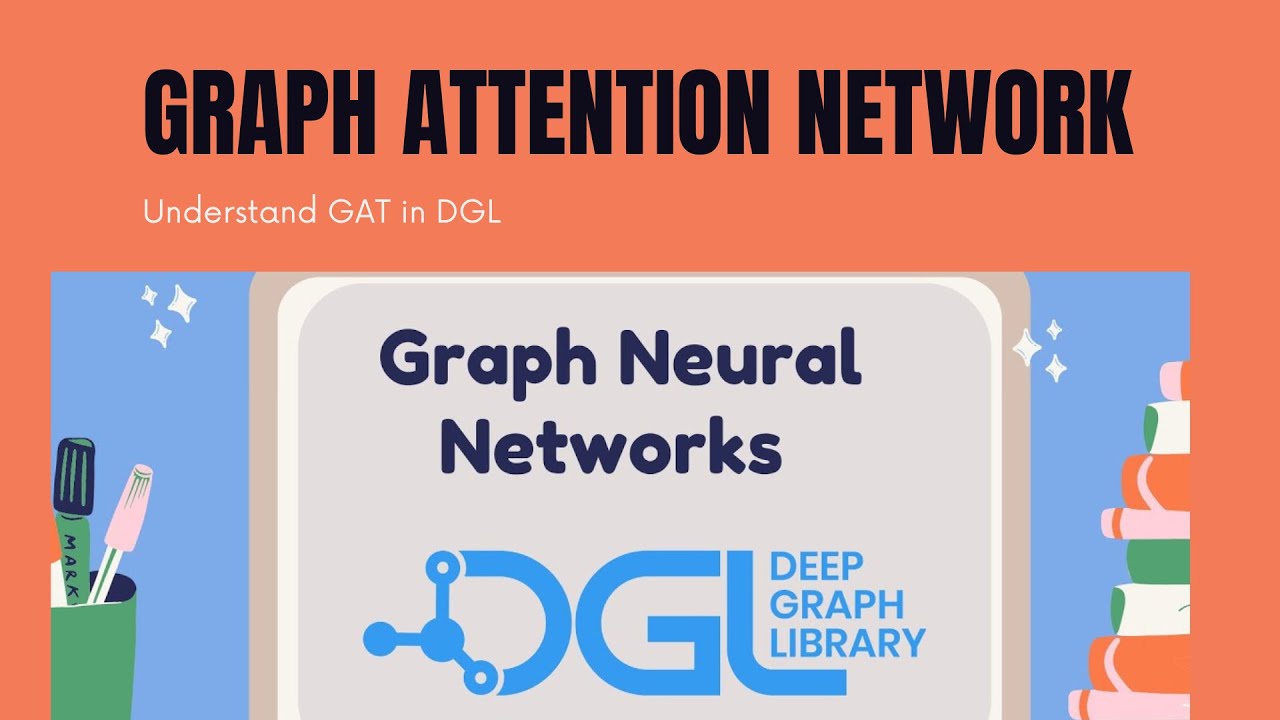 GRAPH ATTENTION NETWORK
Understand GAT in DGL
Graph Neural
Networks
DGL
DEEP
GRAPH
LIBRARY
MARK